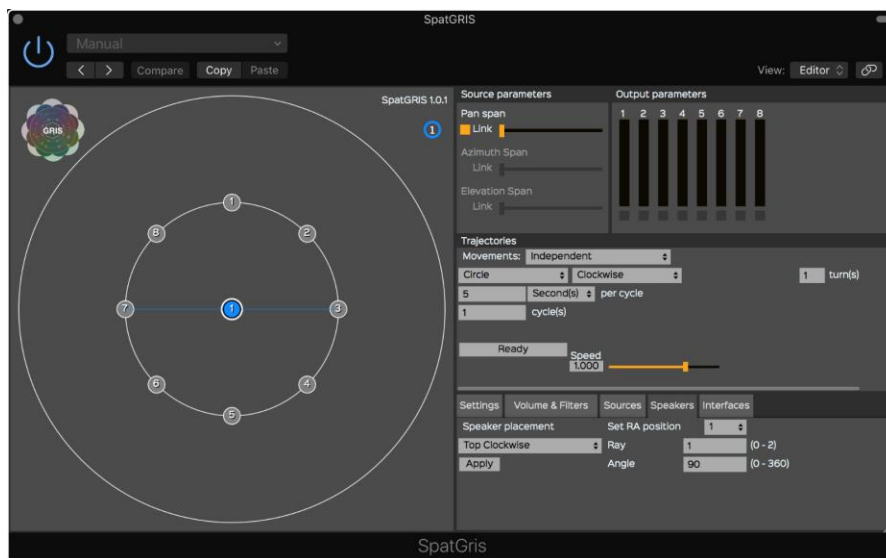 SpatGRIS
Manual
< > Compare Copy Paste
View: Editor
GRIS
SpatGRIS 1.0.1
1
1
8 2
7 1 3
6 4
5
Source parameters
Pan span
Link
Azimuth Span
Link
Elevation Span
Link
Output parameters
1 2 3 4 5 6 7 8
Trajectories
Movements: Independent
Circle Clockwise 1 turn(s)
5 Second(s) per cycle
1 cycle(s)
Ready
Speed
1.000
Settings Volume & Filters Sources Speakers Interfaces
Speaker placement Set RA position 1
Top Clockwise Ray 1 (0 - 2)
Apply Angle 90 (0 - 360)
SpatGris